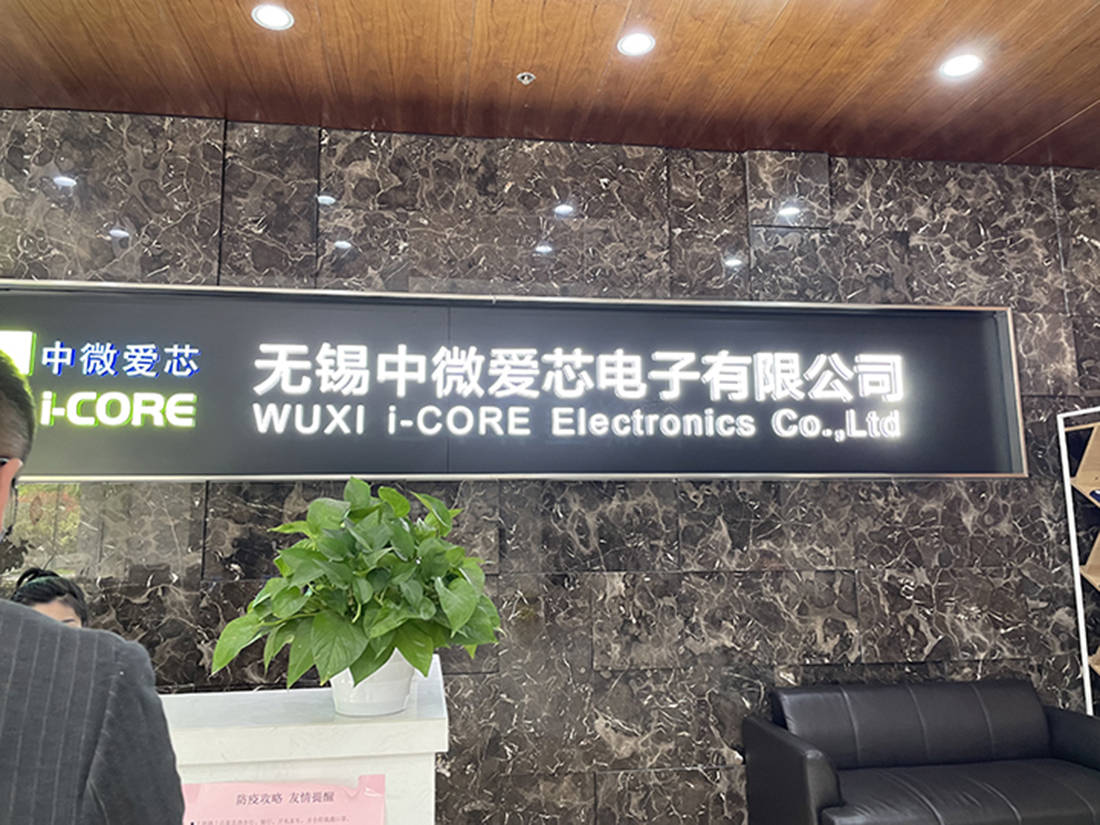 中微爱芯
i-CORE
无锡中微爱芯电子有限公司
WUXI i-CORE Electronics Co.,Ltd
防疫攻略 友情提醒